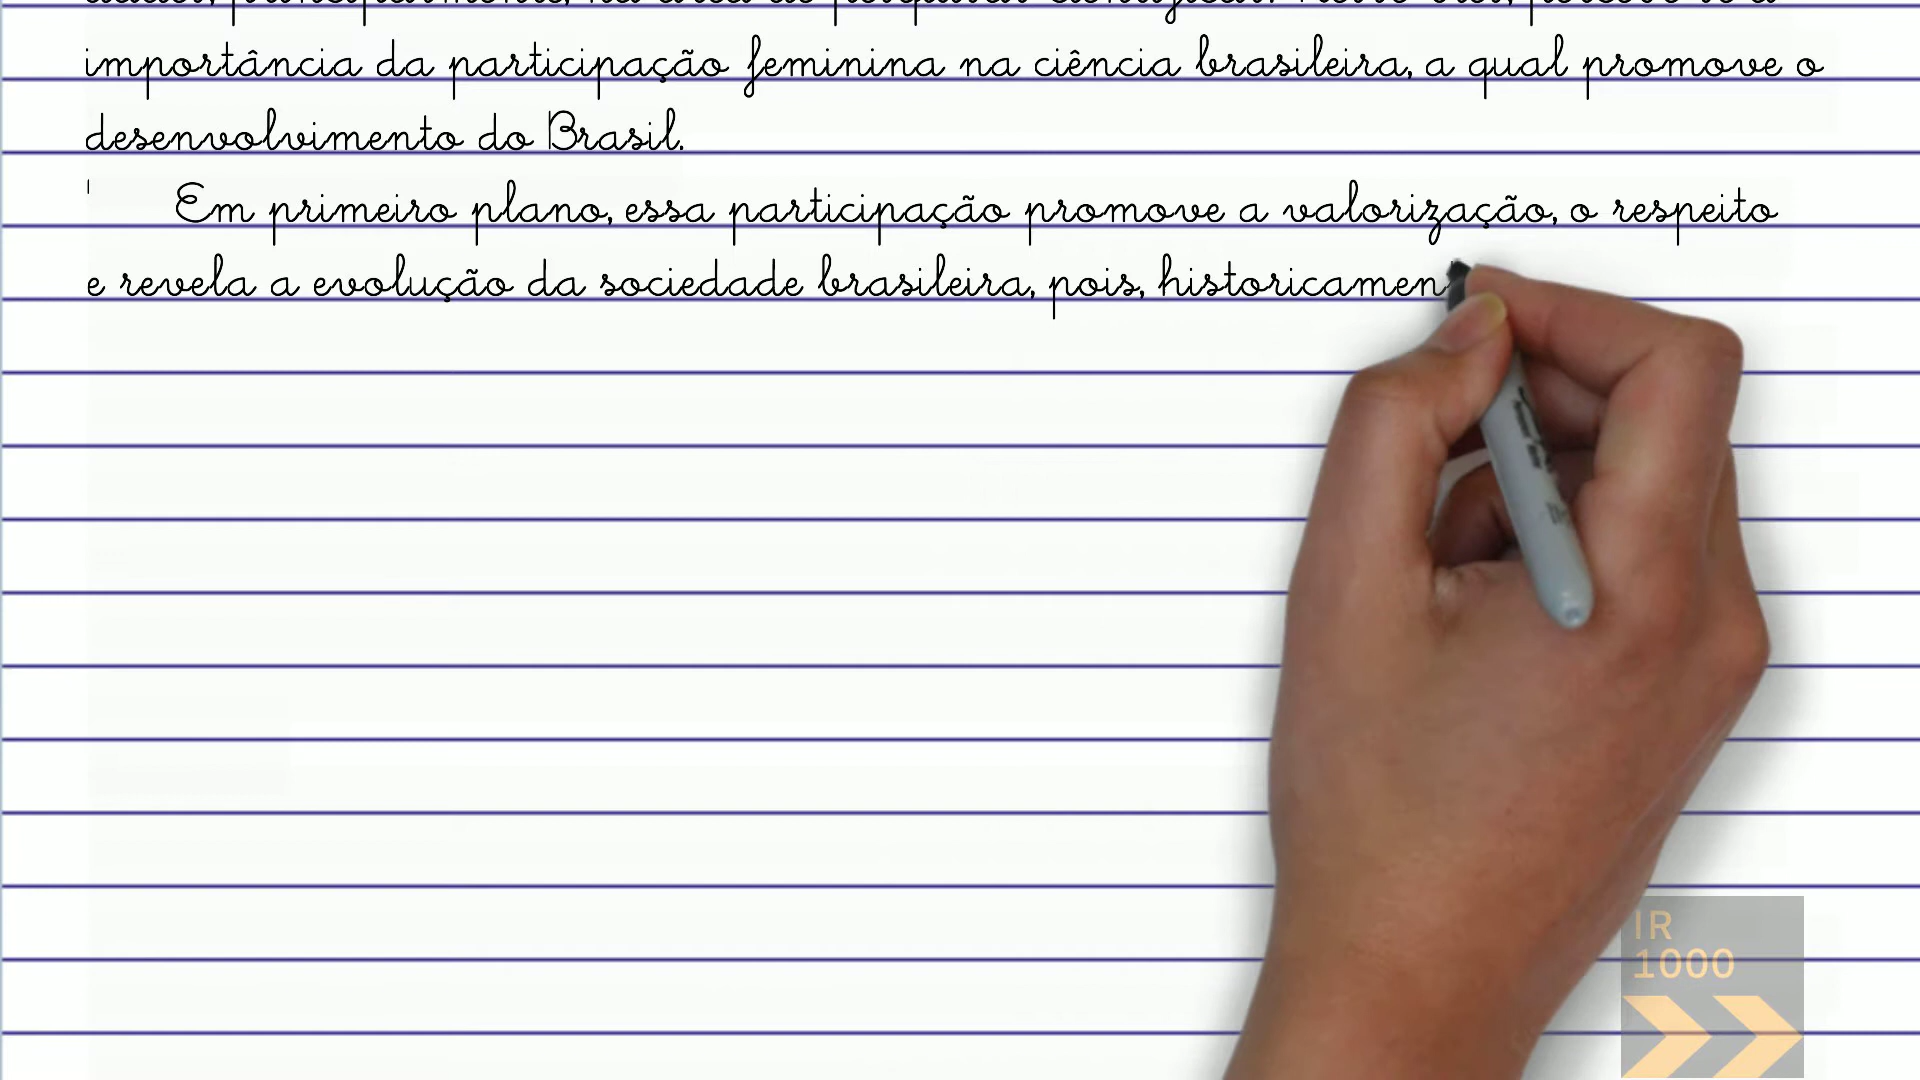 importância da participação feminina na ciência brasileira, a qual promove o
desenvolvimento do Brasil.
Em primeiro plano, essa participação promove a valorização, o respeito
e revela a evolução da sociedade brasileira, pois, historicamen
IR
1000